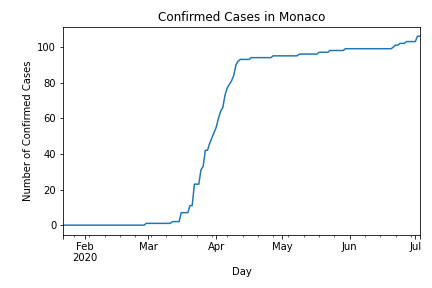 Confirmed Cases in Monaco
Number of Confirmed Cases
100
80
60
40
20
0
Feb Mar Apr May Jun Jul
2020
Day